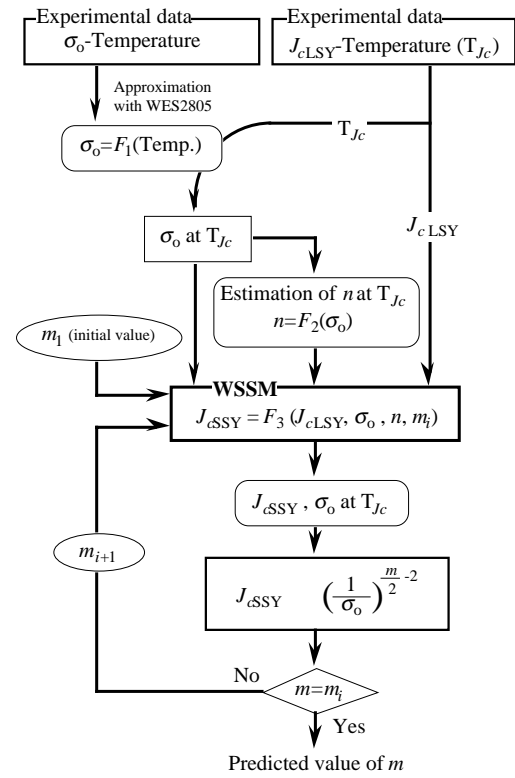 Experimental data
σo-Temperature
Experimental data
JcLSY-Temperature (TJc)
Approximation
with WES2805
TJc
σo=F1(Temp.)
σo at TJc
Jc LSY
Estimation of n at TJc
n=F2(σo)
m1 (initial value)
WSSM
JcSSY = F3 (JcLSY, σo , n, mi)
JcSSY , σo at TJc
mi+1
JcSSY (1/σo)^m/2 -2
No
m=mi
Yes
Predicted value of m